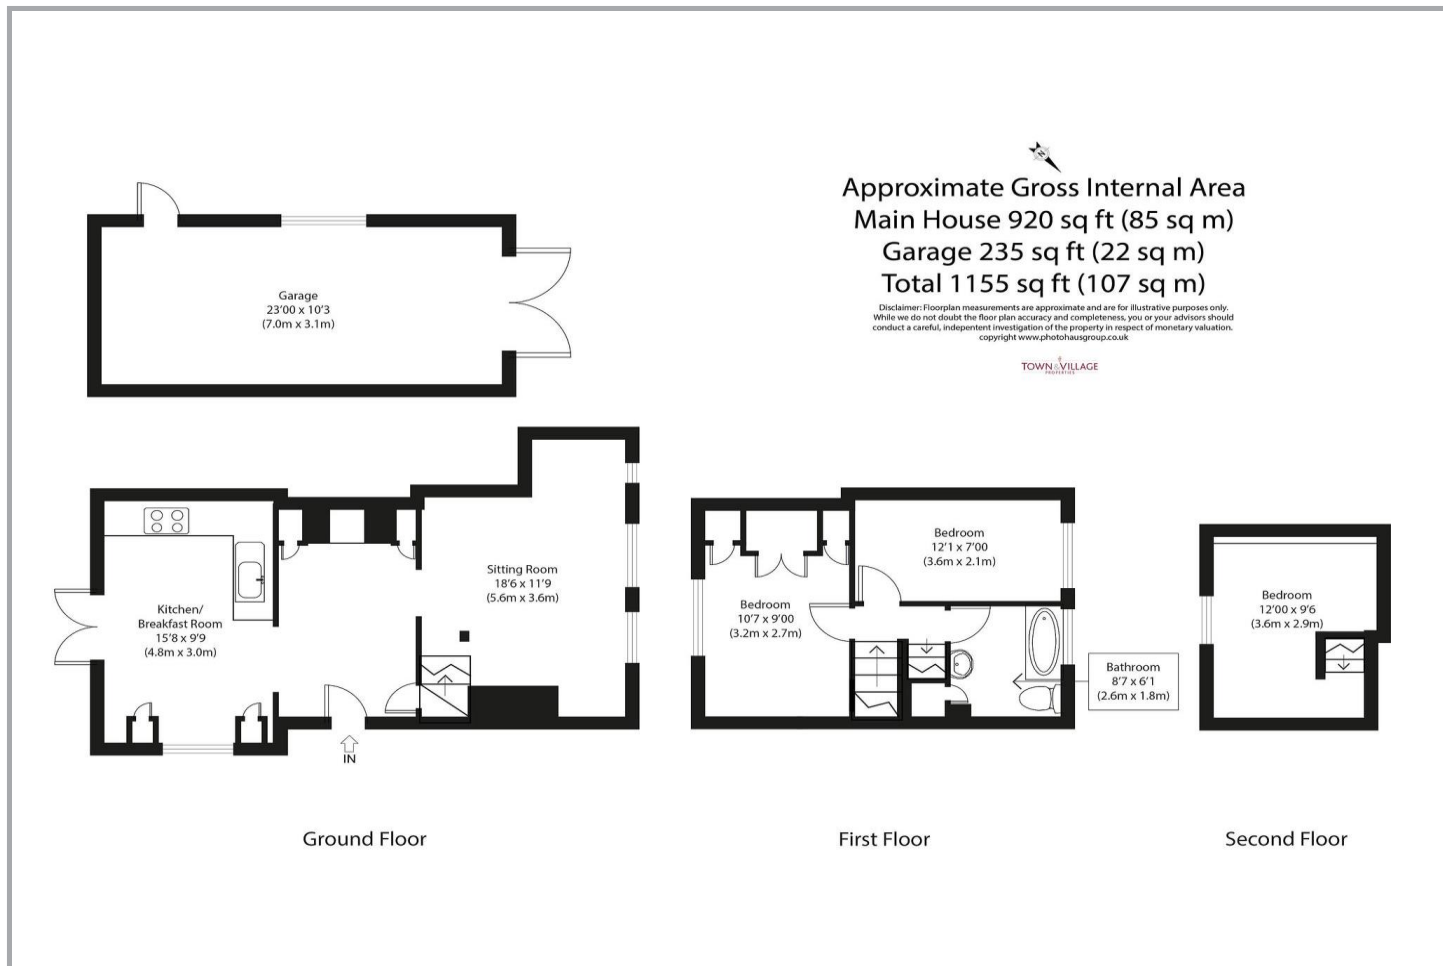 N
Approximate Gross Internal Area
Main House 920 sq ft (85 sq m)
Garage 235 sq ft (22 sq m)
Total 1155 sq ft (107 sq m)
Disclaimer: Floorplan measurements are approximate and are for illustrative purposes only.
While we do not doubt the floor plan accuracy and completeness, you or your advisors should
conduct a careful, indepentent investigation of the property in respect of monetary valuation.
copyright www.photohausgroup.co.uk
TOWN & VILLAGE
PROPERTIES
Garage
23'00 x 10'3
(7.0m x 3.1m)
Kitchen/
Breakfast Room
15'8 x 9'9
(4.8m x 3.0m)
Sitting Room
18'6 x 11'9
(5.6m x 3.6m)
IN
Ground Floor
Bedroom
12'1 x 7'00
(3.6m x 2.1m)
Bedroom
10'7 x 9'00
(3.2m x 2.7m)
Bathroom
8'7 x 6'1
(2.6m x 1.8m)
First Floor
Bedroom
12'00 x 9'6
(3.6m x 2.9m)
Second Floor